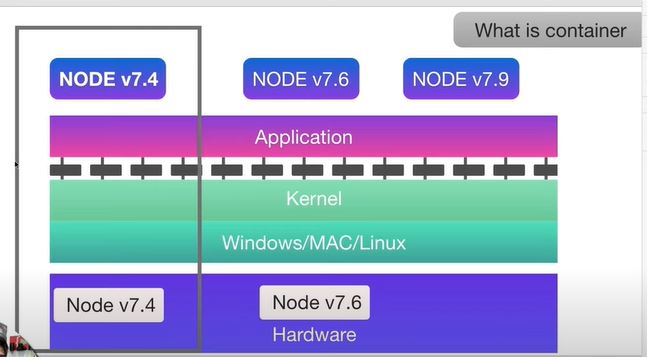 What is container
NODE v7.4
NODE v7.6
NODE v7.9
Application
Kernel
Windows/MAC/Linux
Node v7.4
Node v7.6
Hardware